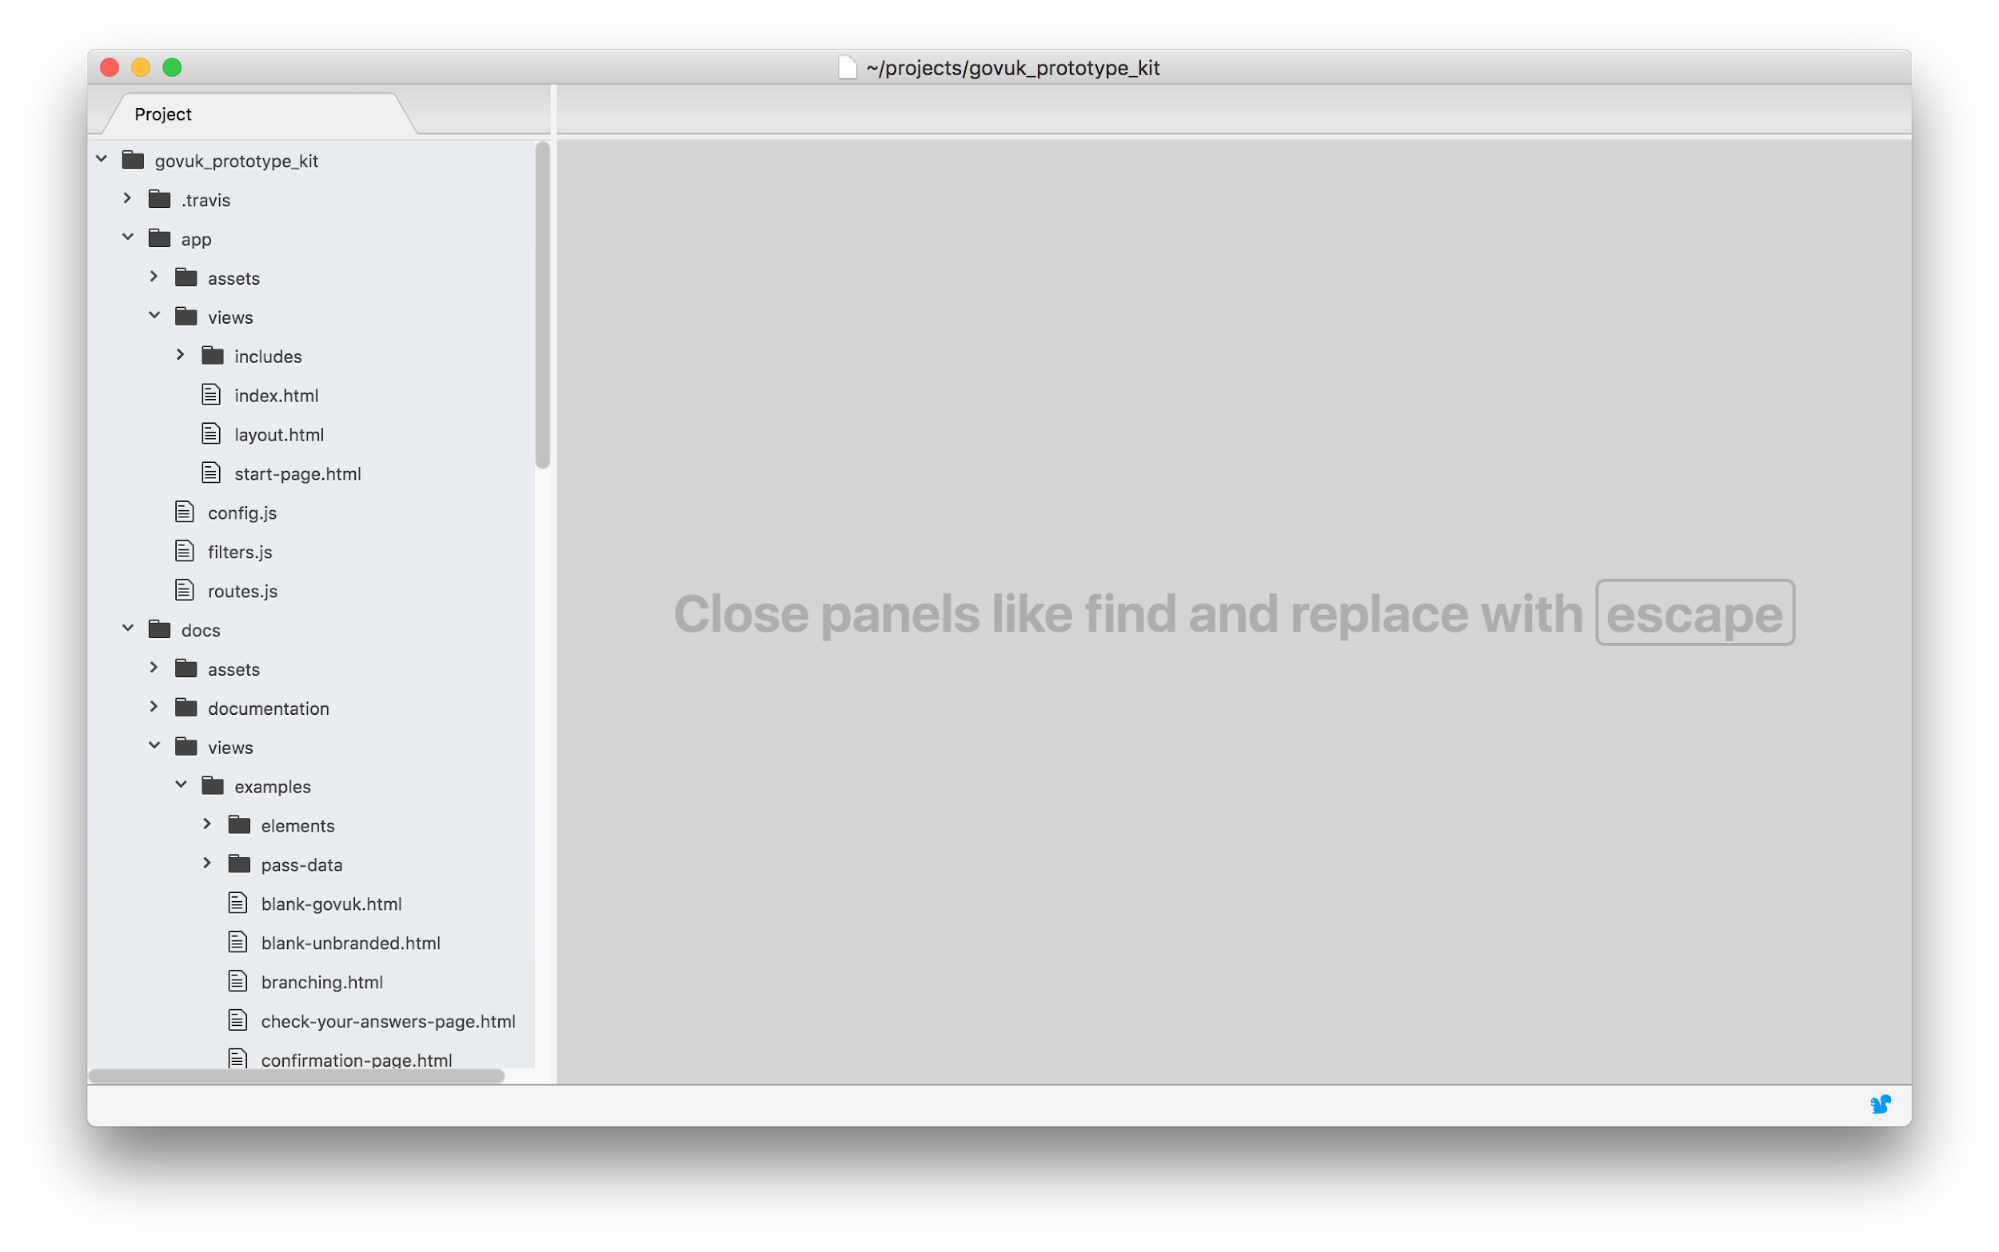 ~/projects/govuk_prototype_kit
Project
govuk_prototype_kit
.travis
app
assets
views
includes
index.html
layout.html
start-page.html
config.js
filters.js
routes.js
docs
assets
documentation
views
examples
elements
pass-data
blank-govuk.html
blank-unbranded.html
branching.html
check-your-answers-page.html
confirmation-page.html
Close panels like find and replace with escape